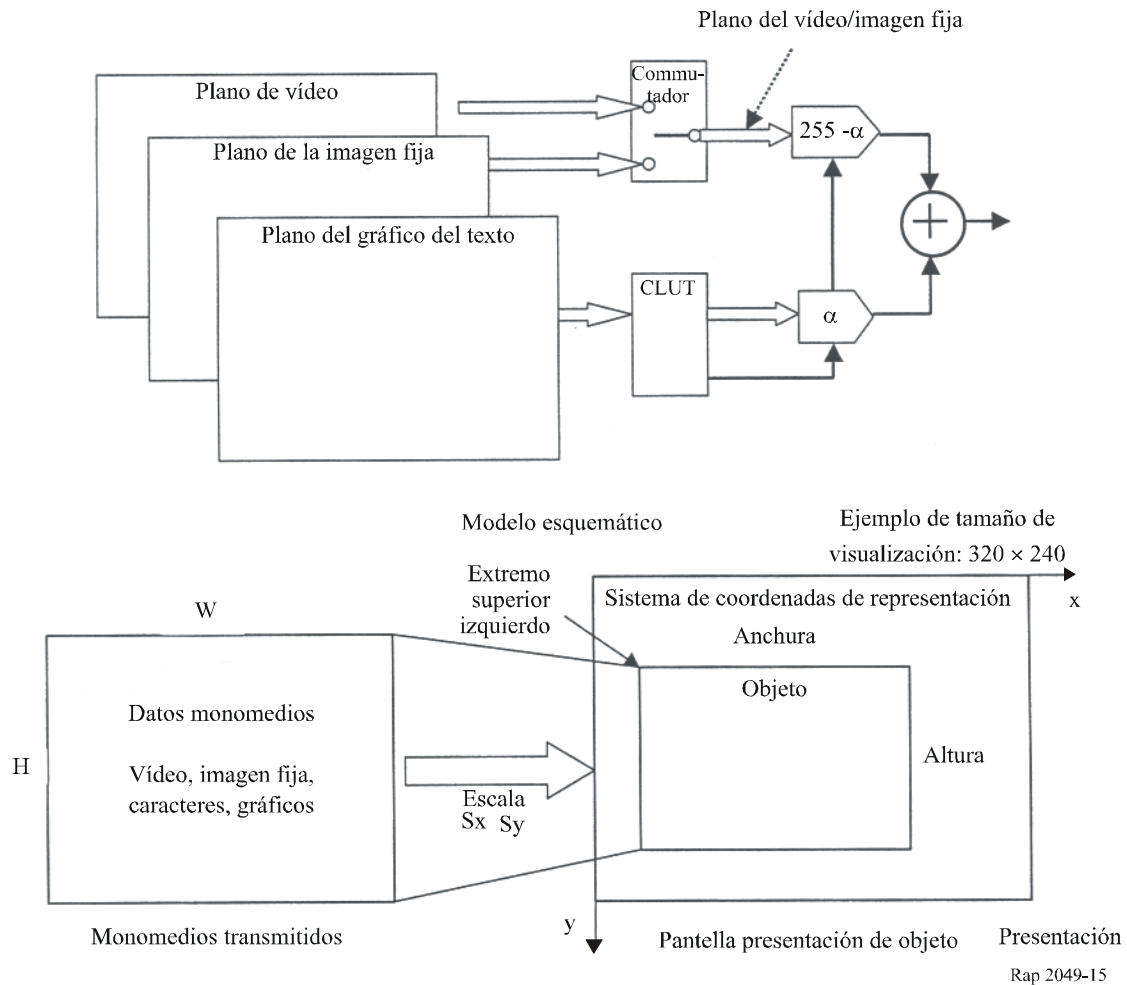 Plano del vídeo/imagen fija
Plano de vídeo
Commu-
tador
Plano de la imagen fija
255 -α
Plano del gráfico del texto
CLUT
α
Modelo esquemático
Ejemplo de tamaño de
visualización: 320 × 240
Extremo
superior
izquierdo
x
W
Sistema de coordenadas de representación
Anchura
Objeto
Datos monomedios
H
Altura
Vídeo, imagen fija,
caracteres, gráficos
Escala
Sx Sy
y
Monomedios transmitidos
Pantella presentación de objeto
Presentación
Rap 2049-15